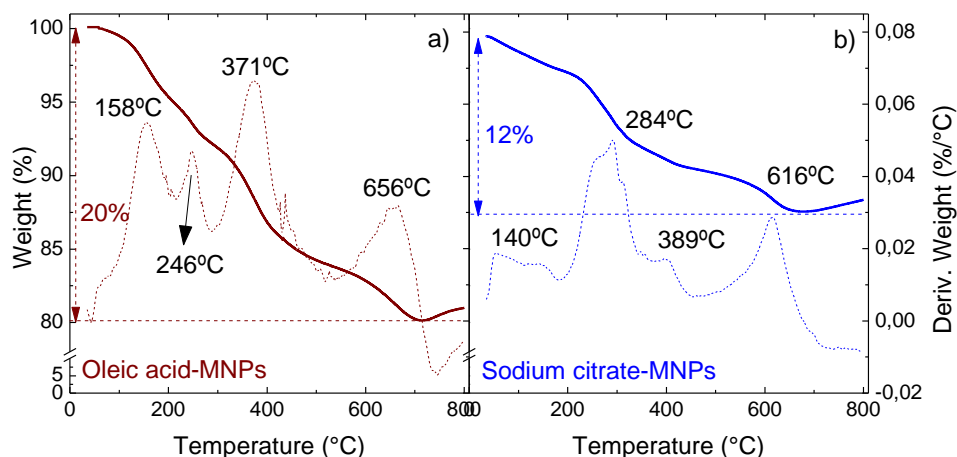 a)
b)
100
95
90
85
80
5
0
Weight (%)
158ºC
371ºC
246ºC
656ºC
20%
Oleic acid-MNPs
0
200
400
600
800
Temperature (°C)
12%
284ºC
140ºC
389ºC
616ºC
Sodium citrate-MNPs
0
200
400
600
800
Temperature (°C)
0,08
0,06
0,04
0,02
0,00
-0,02
Deriv. Weight (%/°C)